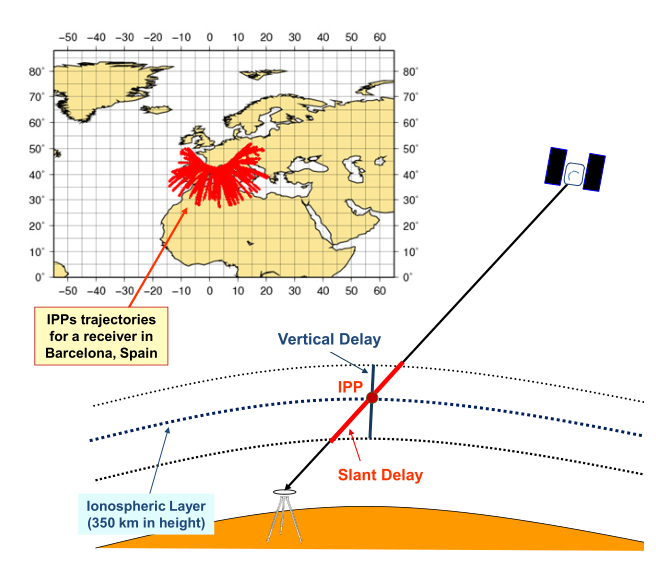 −50 −40 −30 −20 −10 0 10 20 30 40 50 60
80° 80°
70° 70°
60° 60°
50° 50°
40° 40°
30° 30°
20° 20°
10° 10°
0° 0°
−50 −40 −30 −20 −10 0 10 20 30 40 50 60
IPPs trajectories
for a receiver in
Barcelona, Spain
Vertical Delay
IPP
Slant Delay
Ionospheric Layer
(350 km in height)